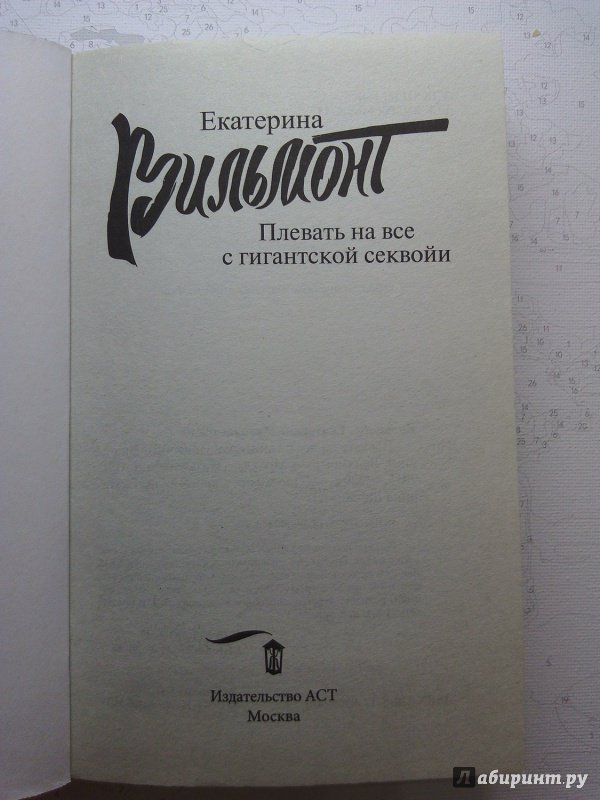 Екатерина
Вильмонт
Плевать на все
с гигантской секвойи
Ж
Издательство АСТ
Москва
Лабиринт.ру